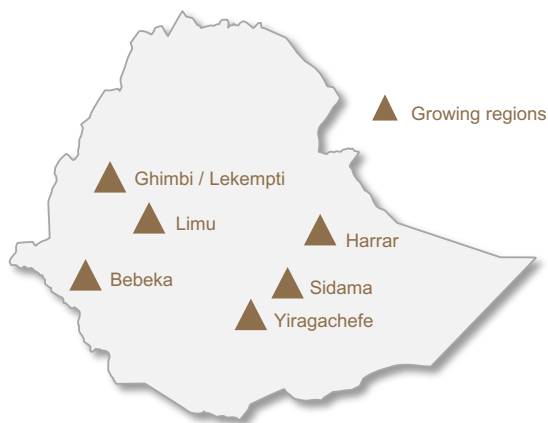 Growing regions
Ghimbi / Lekempti
Limu
Harrar
Bebeka
Sidama
Yiragachefe